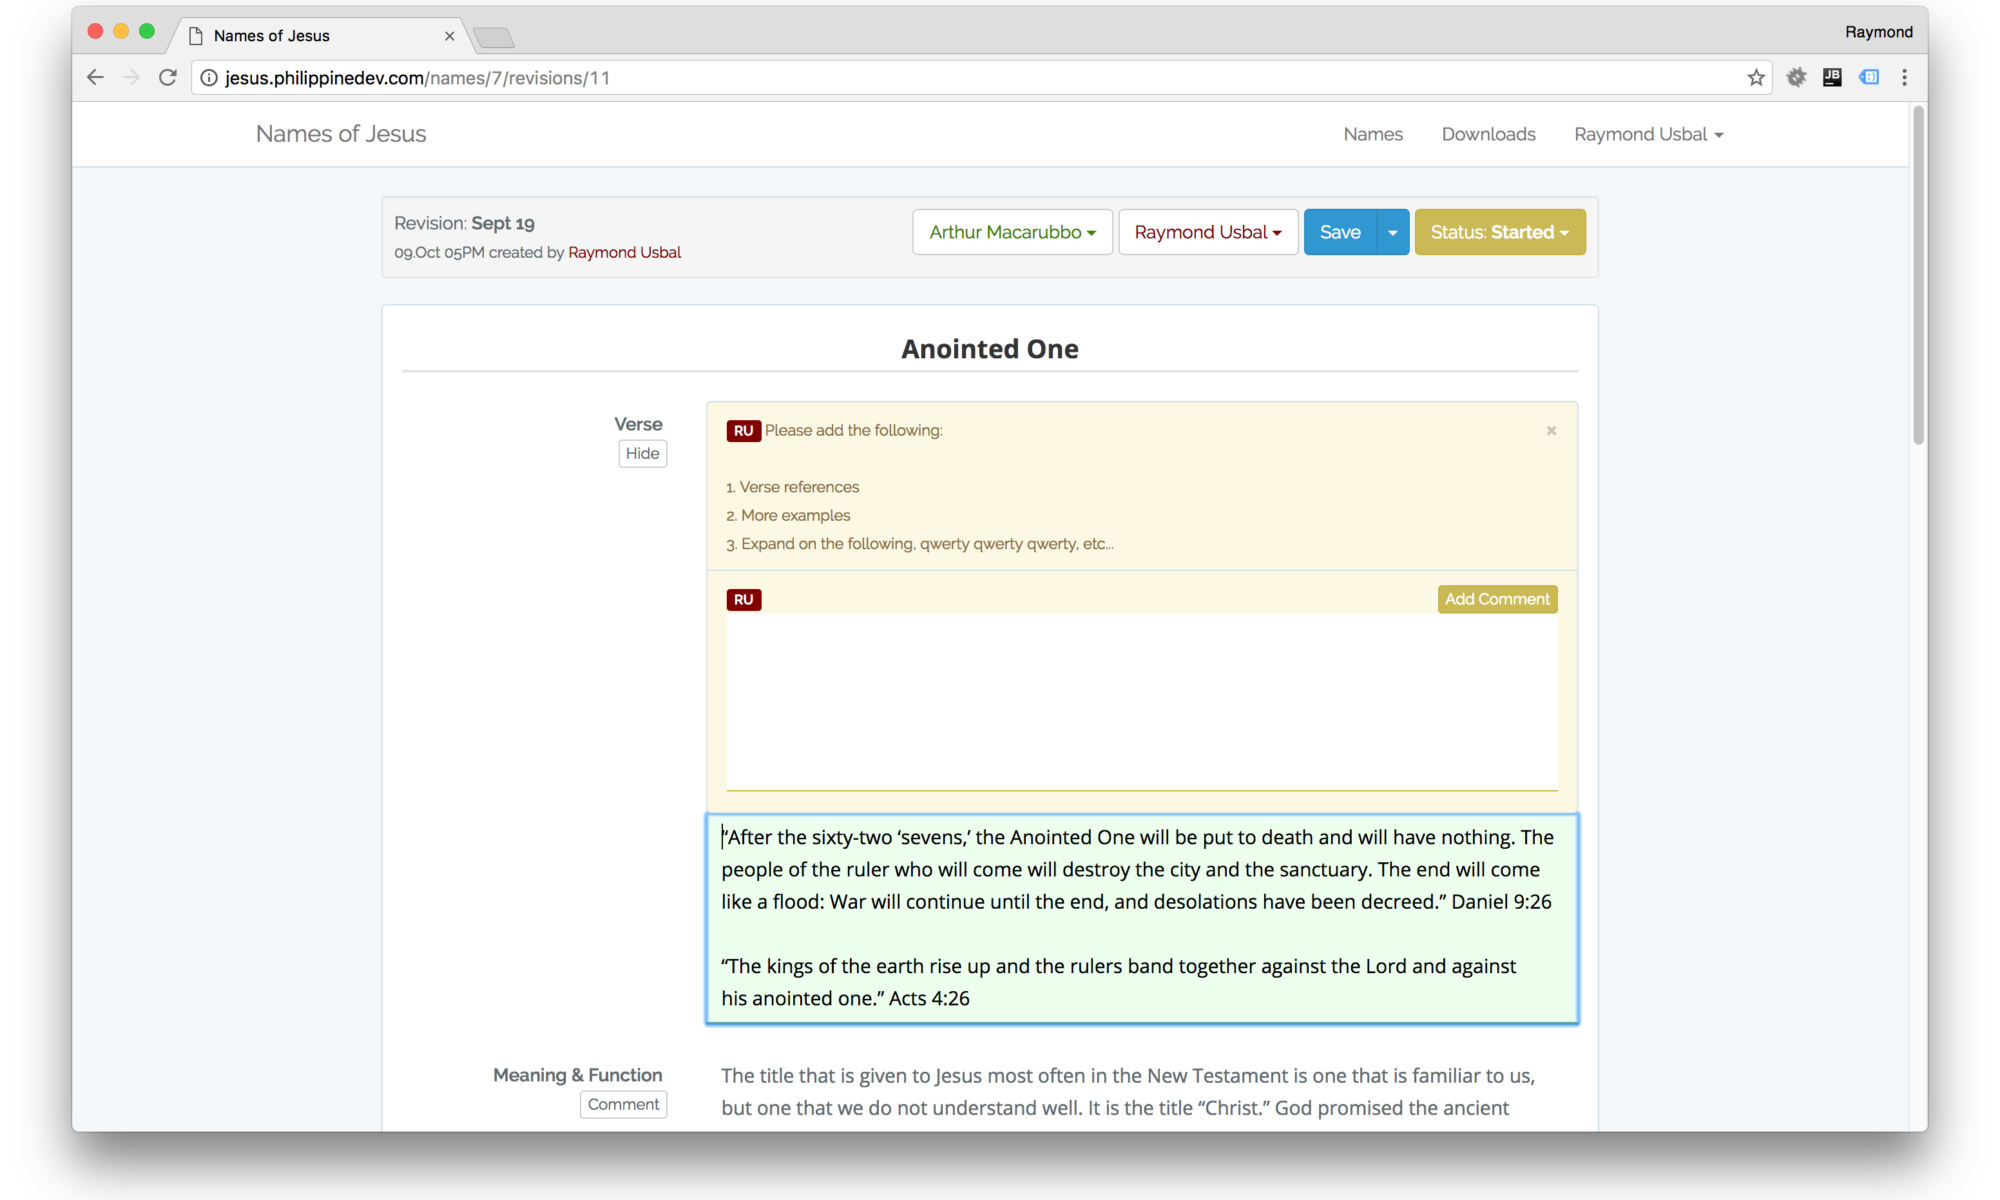 Names of Jesus
Raymond
jesus.philippinedev.com/names/7/revisions/11
JB
Names of Jesus
Names
Downloads
Raymond Usbal
Revision: Sept 19
09.Oct 05PM created by Raymond Usbal
Arthur Macarubbo
Raymond Usbal
Save
Status: Started
Anointed One
Verse
Hide
RU Please add the following:
1. Verse references
2. More examples
3. Expand on the following, qwerty qwerty qwerty, etc...
RU
Add Comment
“After the sixty-two ‘sevens,’ the Anointed One will be put to death and will have nothing. The
people of the ruler who will come will destroy the city and the sanctuary. The end will come
like a flood: War will continue until the end, and desolations have been decreed.” Daniel 9:26
“The kings of the earth rise up and the rulers band together against the Lord and against
his anointed one.” Acts 4:26
Meaning & Function
Comment
The title that is given to Jesus most often in the New Testament is one that is familiar to us,
but one that we do not understand well. It is the title “Christ.” God promised the ancient